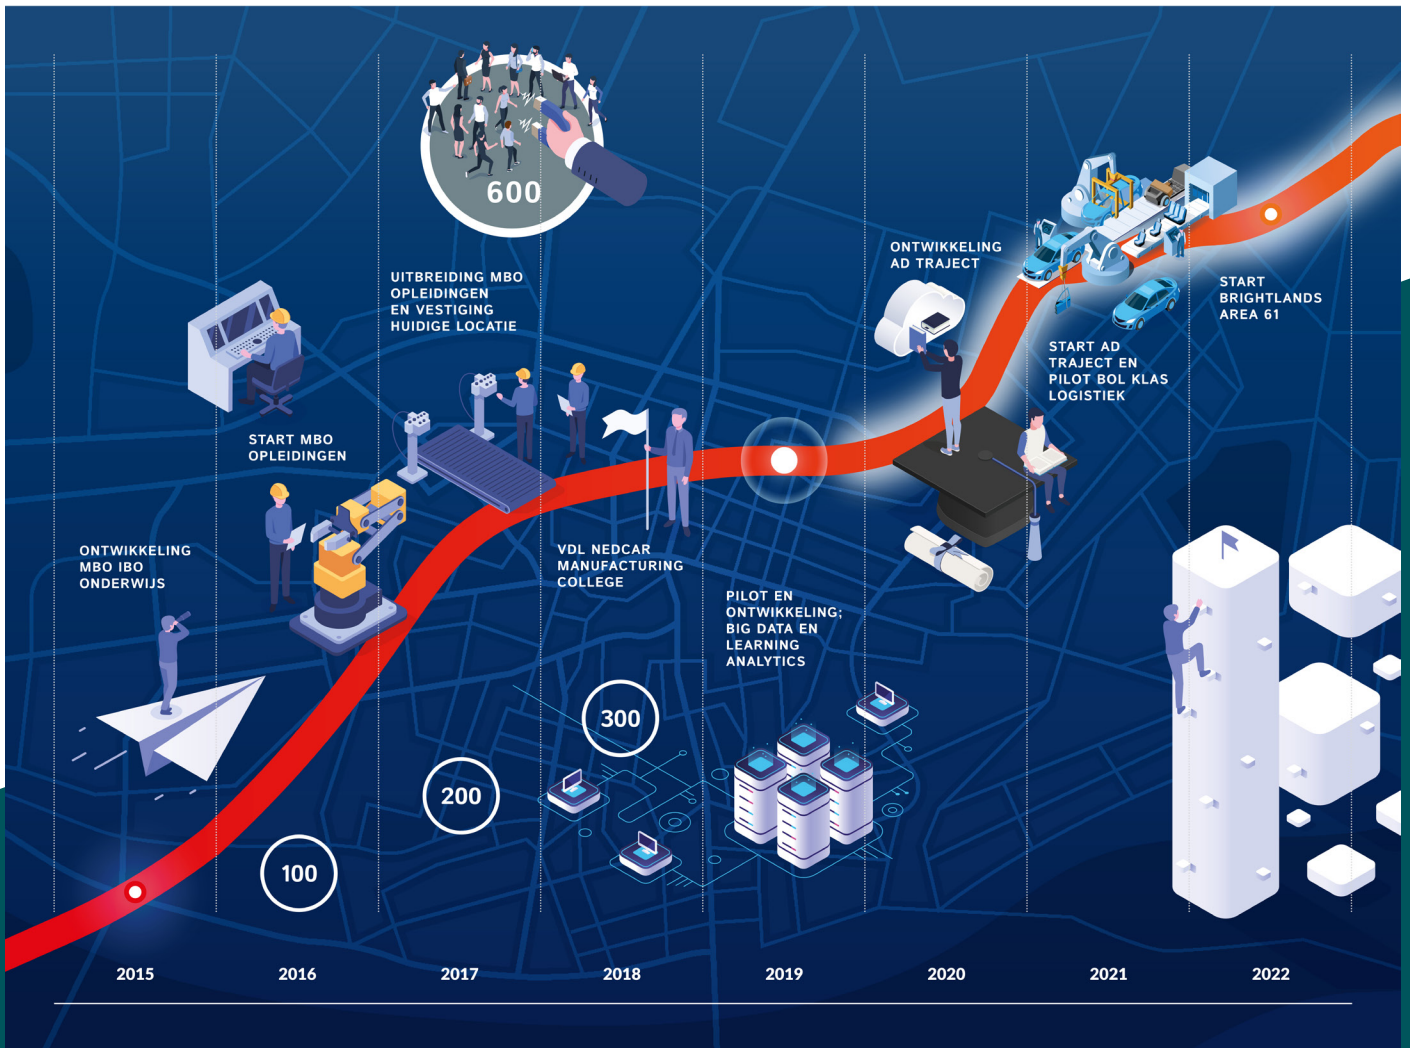 600
UITBREIDING MBO
OPLEIDINGEN
EN VESTIGING
HUIDIGE LOCATIE
ONTWIKKELING
AD TRAJECT
START
BRIGHTLANDS
AREA 61
START AD
TRAJECT EN
PILOT BOL KLAS
LOGISTIEK
START MBO
OPLEIDINGEN
ONTWIKKELING
MBO IBO
ONDERWIJS
VDL NEDCAR
MANUFACTURING
COLLEGE
PILOT EN
ONTWIKKELING;
BIG DATA EN
LEARNING
ANALYTICS
300
200
100
2015
2016
2017
2018
2019
2020
2021
2022